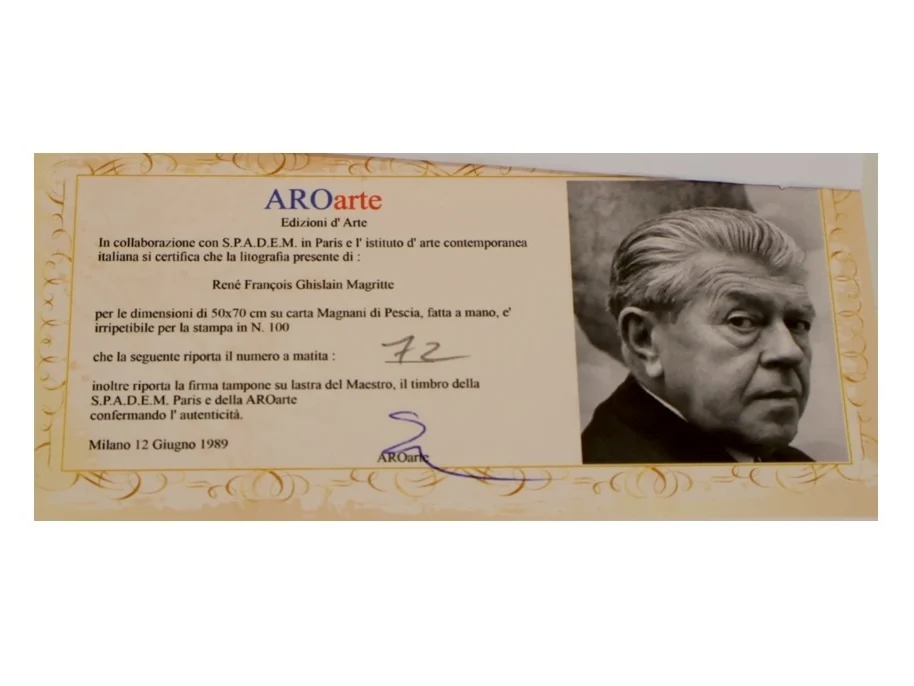 AROarte
Edizioni d' Arte
In collaborazione con S.P.A.D.E.M. in Paris e l' istituto d' arte contemporanea
italiana si certifica che la litografia presente di :
René François Ghislain Magritte
per le dimensioni di 50x70 cm su carta Magnani di Pescia, fatta a mano, e'
irripetibile per la stampa in N. 100
che la seguente riporta il numero a matita : 72
inoltre riporta la firma tampone su lastra del Maestro, il timbro della
S.P.A.D.E.M. Paris e della AROarte
confermando l' autenticità.
Milano 12 Giugno 1989
AROarte